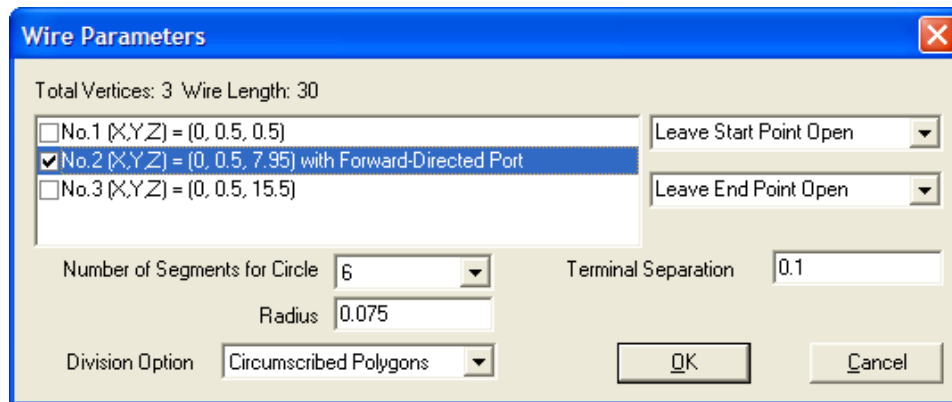 Wire Parameters
Total Vertices: 3 Wire Length: 30
No.1 (X,Y,Z) = (0, 0.5, 0.5)
Leave Start Point Open
No.2 (X,Y,Z) = (0, 0.5, 7.95) with Forward-Directed Port
No.3 (X,Y,Z) = (0, 0.5, 15.5)
Leave End Point Open
Number of Segments for Circle 6
Terminal Separation 0.1
Radius 0.075
Division Option Circumscribed Polygons
OK
Cancel